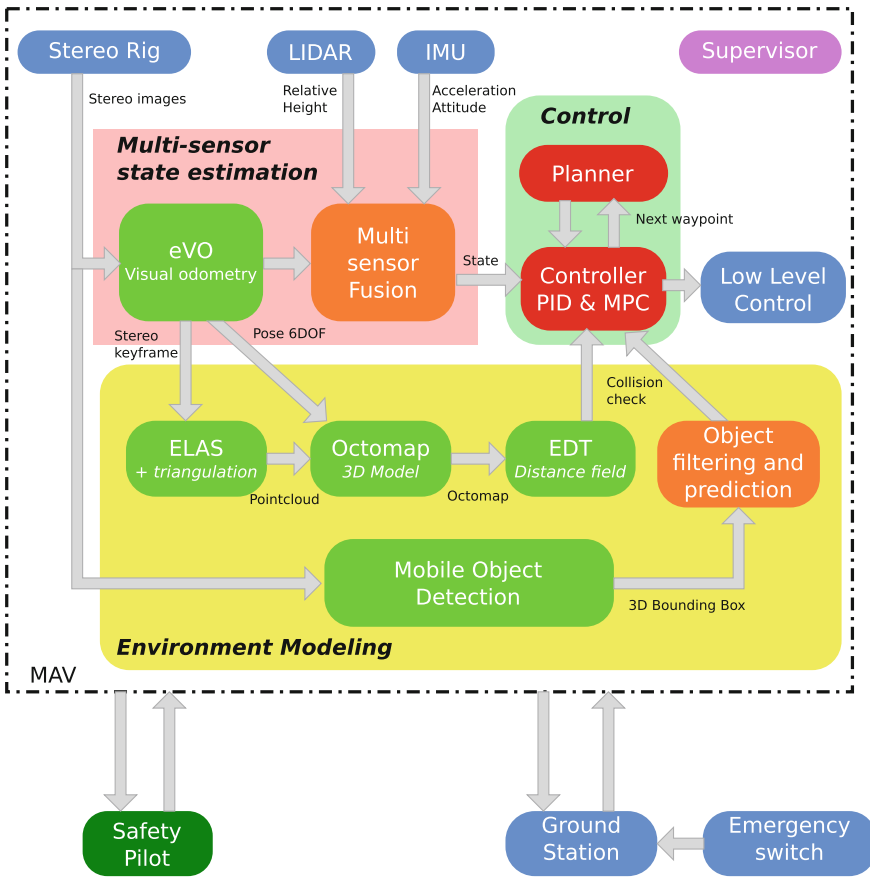 Stereo Rig
LIDAR
IMU
Supervisor
Stereo images
Relative
Height
Acceleration
Attitude
Control
Multi-sensor
state estimation
Planner
Next waypoint
eVO
Visual odometry
Multi
sensor
Fusion
State
Controller
PID & MPC
Low Level
Control
Stereo
keyframe
Pose 6DOF
Collision
check
ELAS
+ triangulation
Octomap
3D Model
EDT
Distance field
Object
filtering and
prediction
Pointcloud
Octomap
Mobile Object
Detection
3D Bounding Box
Environment Modeling
MAV
Safety
Pilot
Ground
Station
Emergency
switch